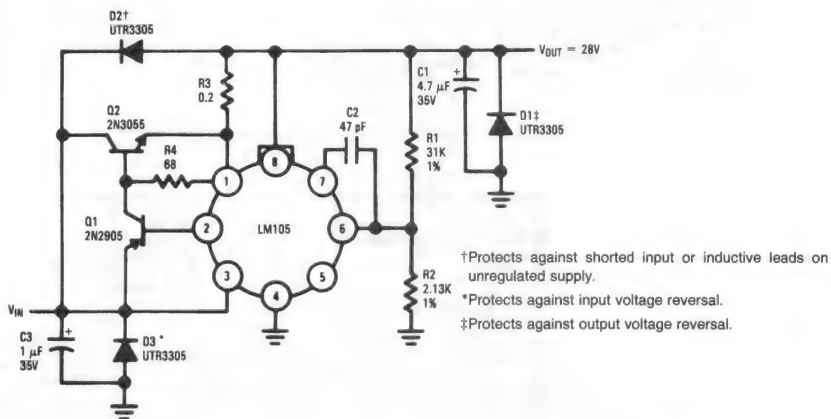 D2†
UTR3305
VOUT = 28V
R3
0.2
C1
4.7 μF
35V
+
D1‡
UTR3305
Q2
2N3055
C2
47 pF
R1
31K
1%
R4
68
1
8
7
Q1
2N2905
2
LM105
6
3
4
5
R2
2.13K
1%
†Protects against shorted input or inductive leads on
unregulated supply.
*Protects against input voltage reversal.
‡Protects against output voltage reversal.
VIN
C3
1 μF
35V
+
D3*
UTR3305